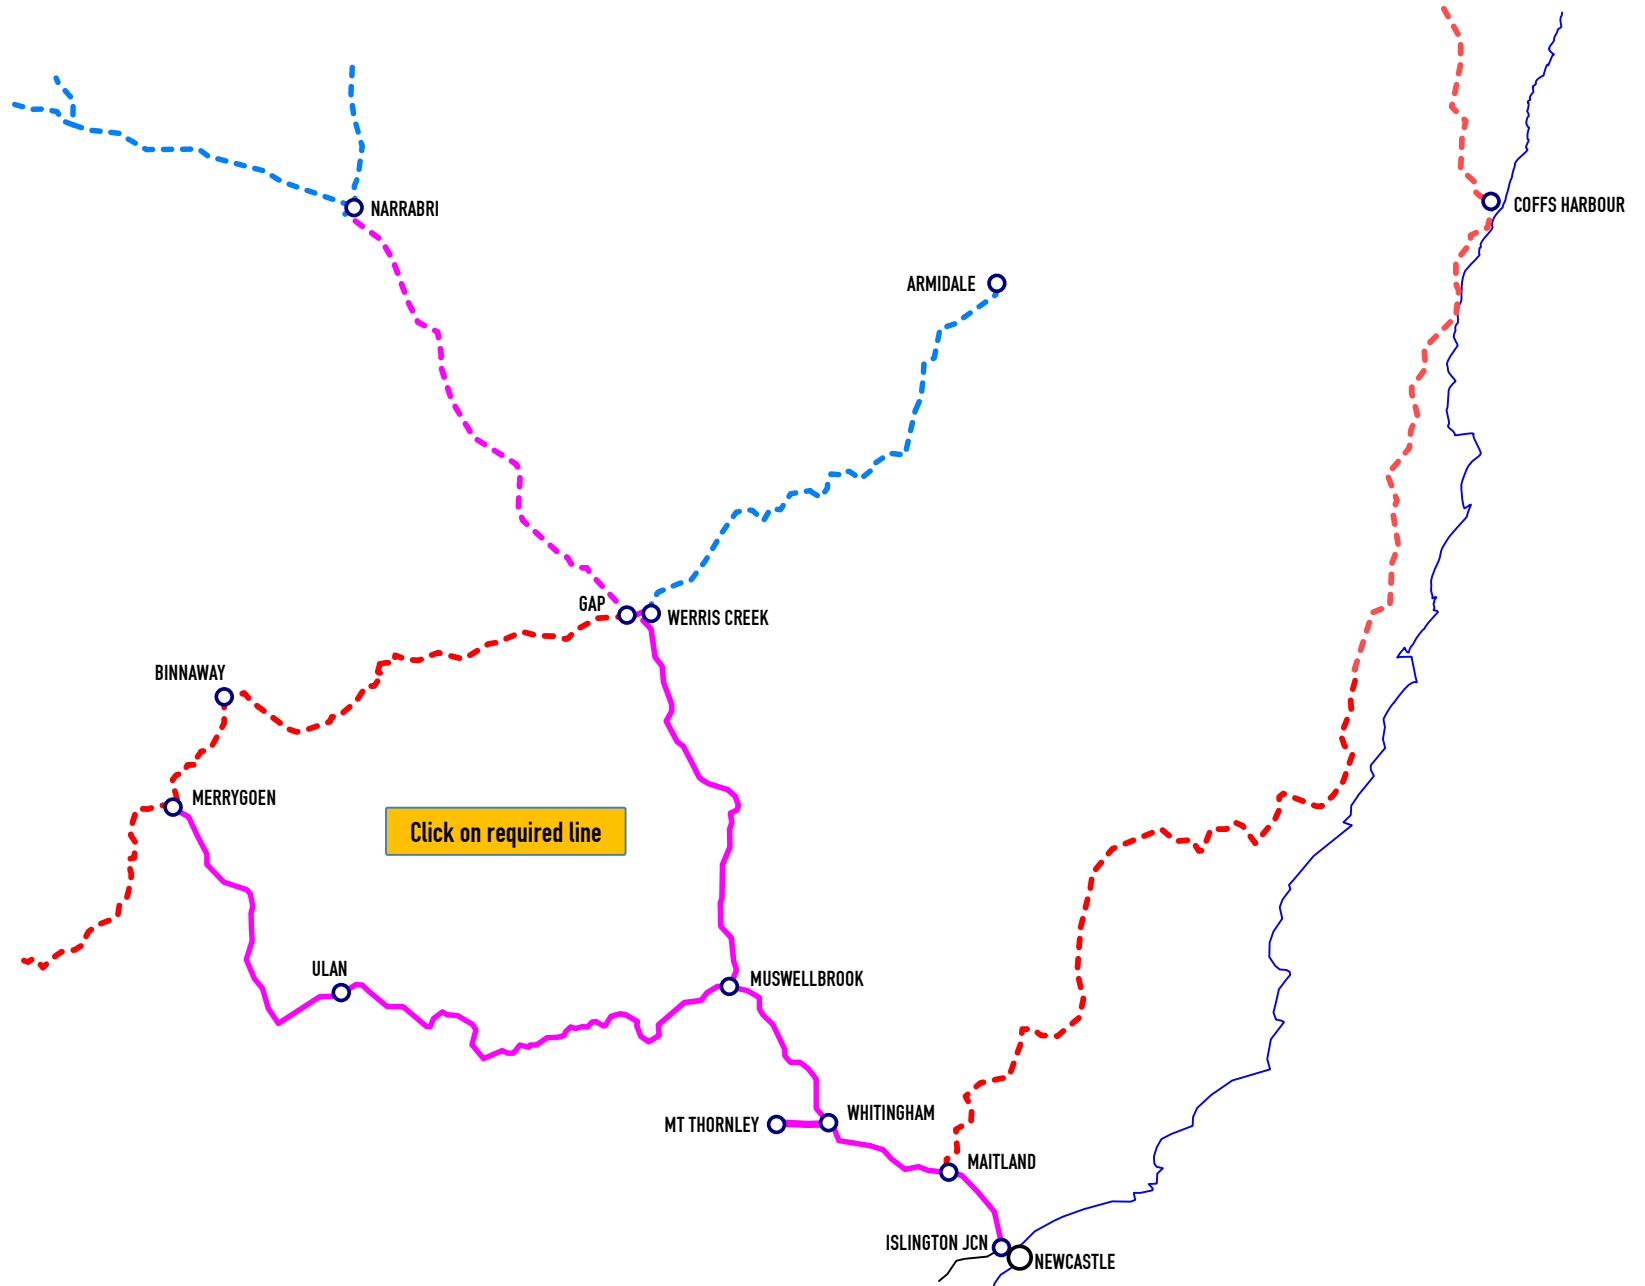 COFFS HARBOUR
NARRABRI
ARMIDALE
GAP
WERRIS CREEK
BINNAWAY
MERRYGOEN
Click on required line
ULAN
MUSWELLBROOK
WHITINGHAM
MT THORNLEY
MAITLAND
ISLINGTON JCN
NEWCASTLE